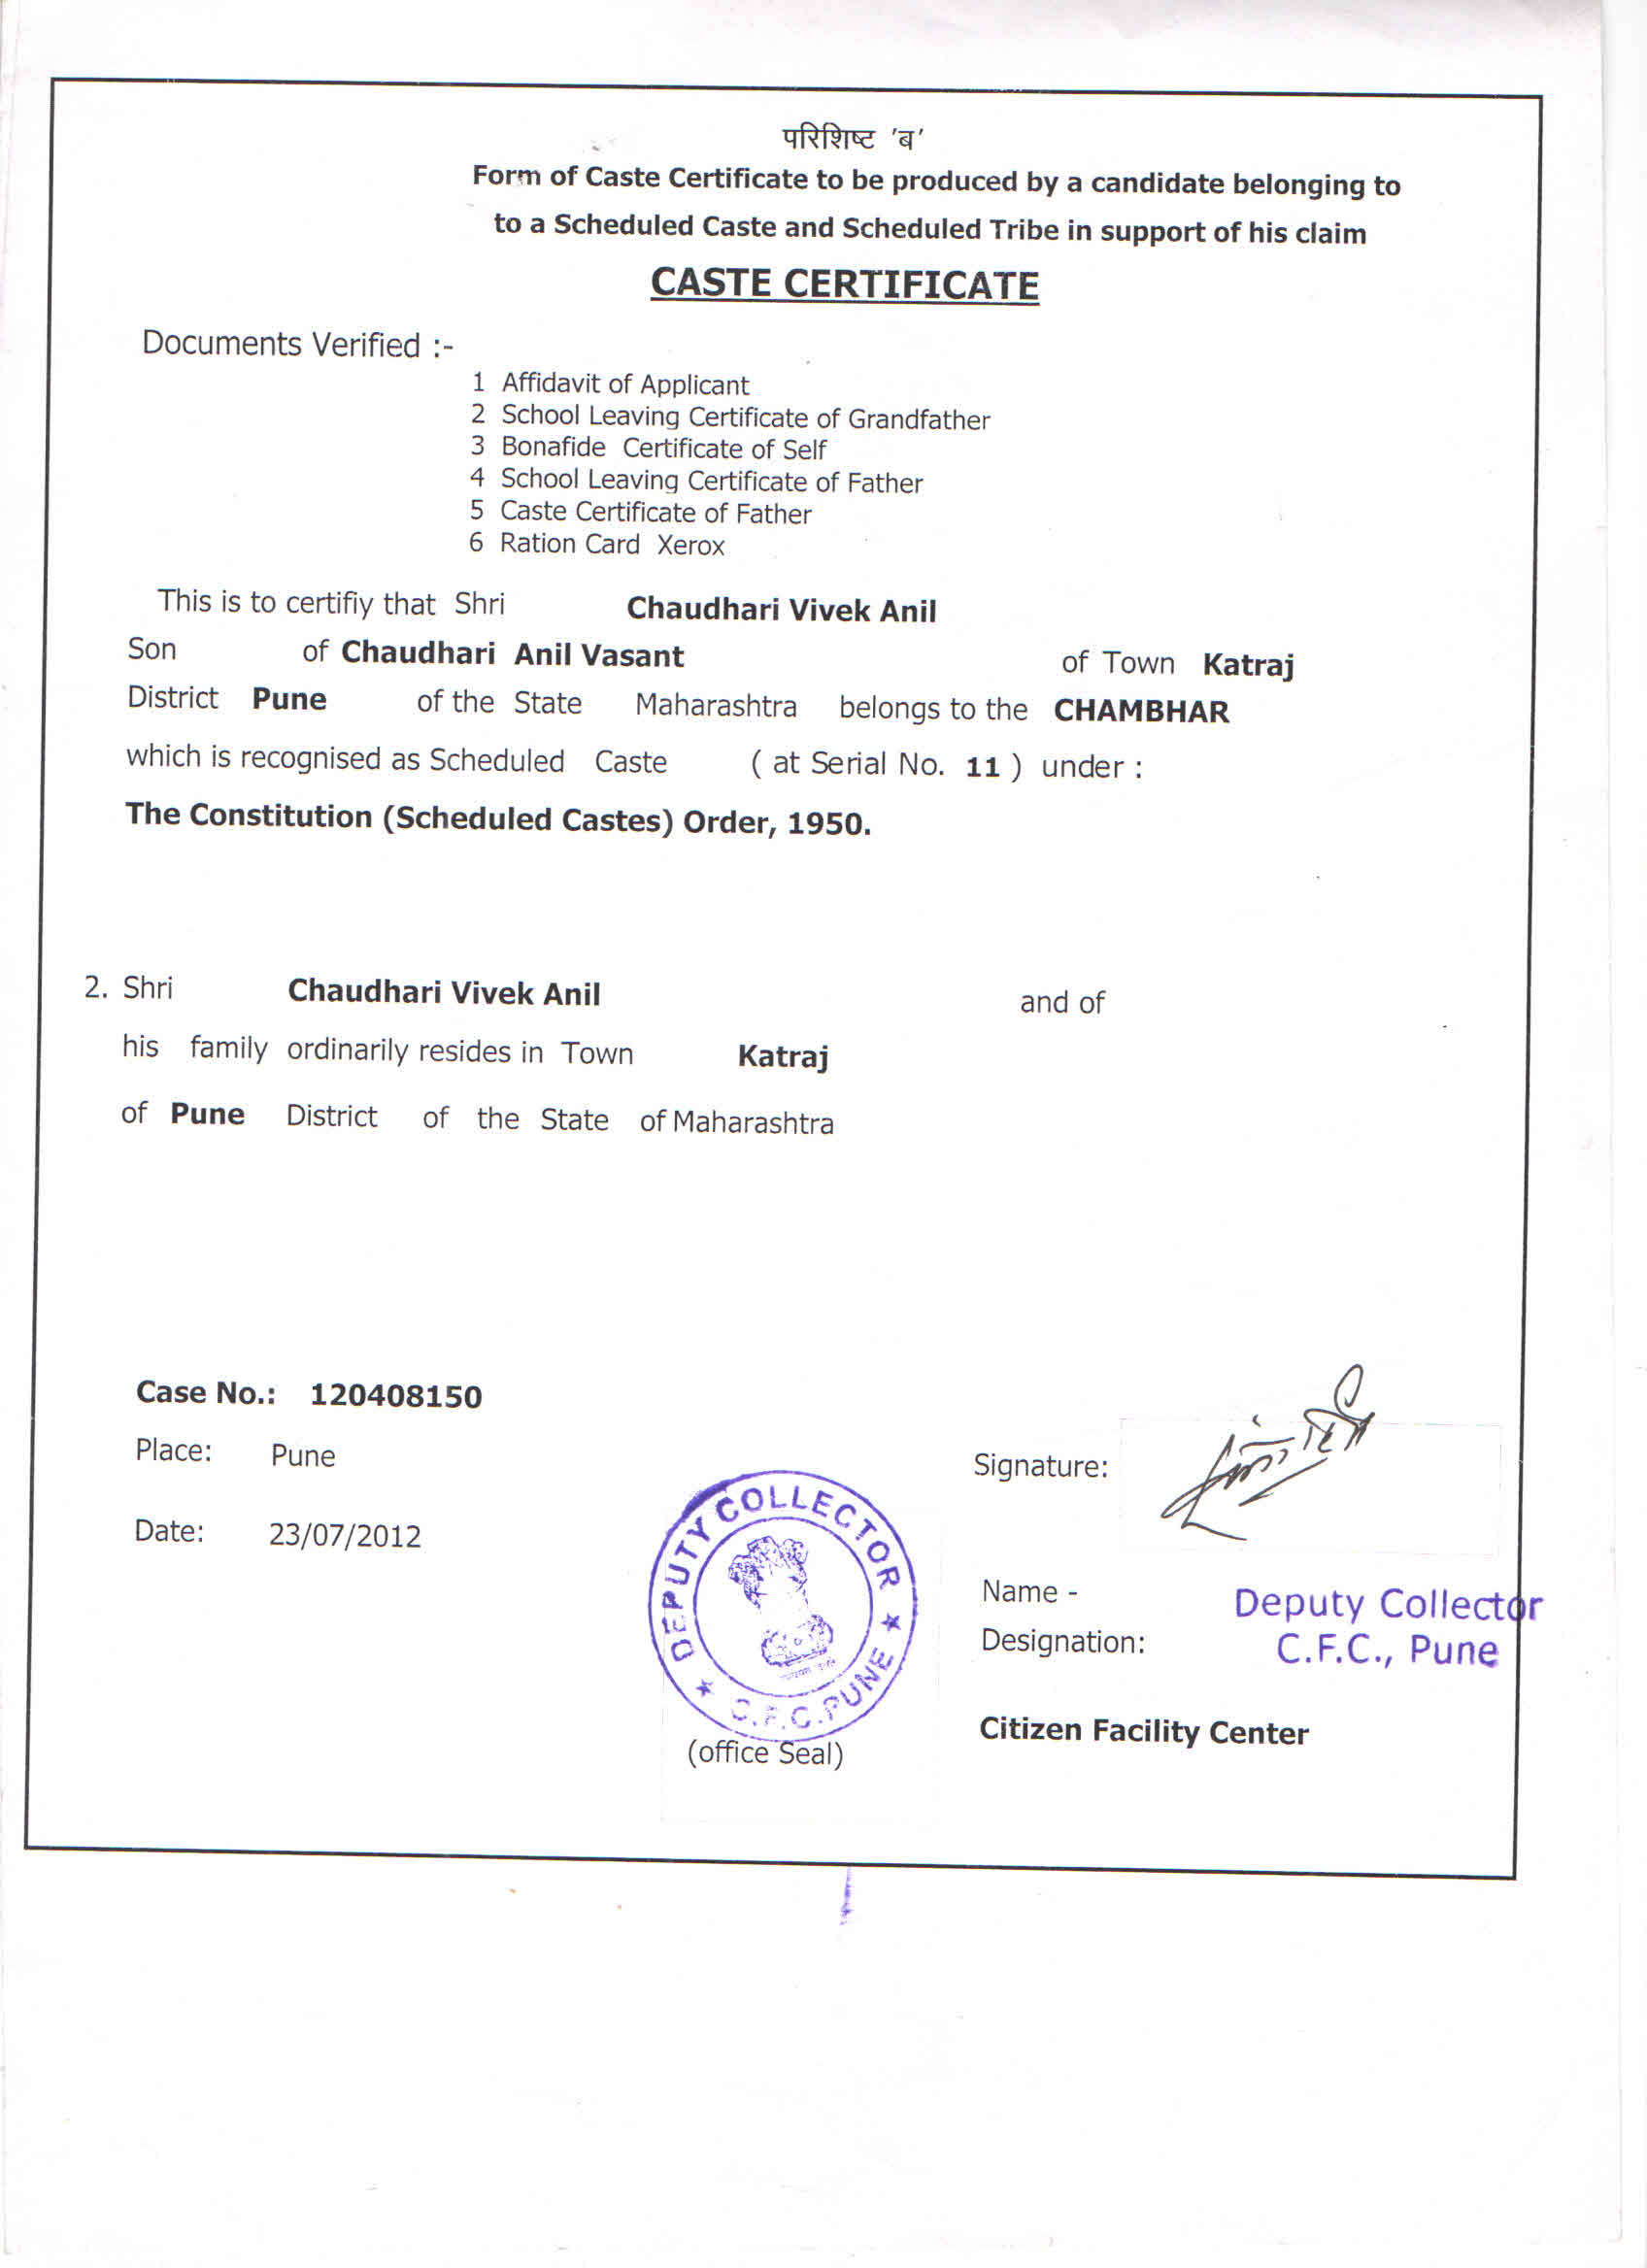 परिशिष्ट 'ब'
Form of Caste Certificate to be produced by a candidate belonging to
to a Scheduled Caste and Scheduled Tribe in support of his claim
CASTE CERTIFICATE
Documents Verified :-
1 Affidavit of Applicant
2 School Leaving Certificate of Grandfather
3 Bonafide Certificate of Self
4 School Leaving Certificate of Father
5 Caste Certificate of Father
6 Ration Card Xerox
This is to certifiy that Shri Chaudhari Vivek Anil
Son of Chaudhari Anil Vasant of Town Katraj
District Pune of the State Maharashtra belongs to the CHAMBHAR
which is recognised as Scheduled Caste ( at Serial No. 11 ) under :
The Constitution (Scheduled Castes) Order, 1950.
2. Shri Chaudhari Vivek Anil and of
his family ordinarily resides in Town Katraj
of Pune District of the State of Maharashtra
Case No.: 120408150
Place: Pune
Date: 23/07/2012
DEPUTY COLLECTOR
C.F.C. PUNE
(office Seal)
Signature:
Name - Deputy Collector
Designation: C.F.C., Pune
Citizen Facility Center